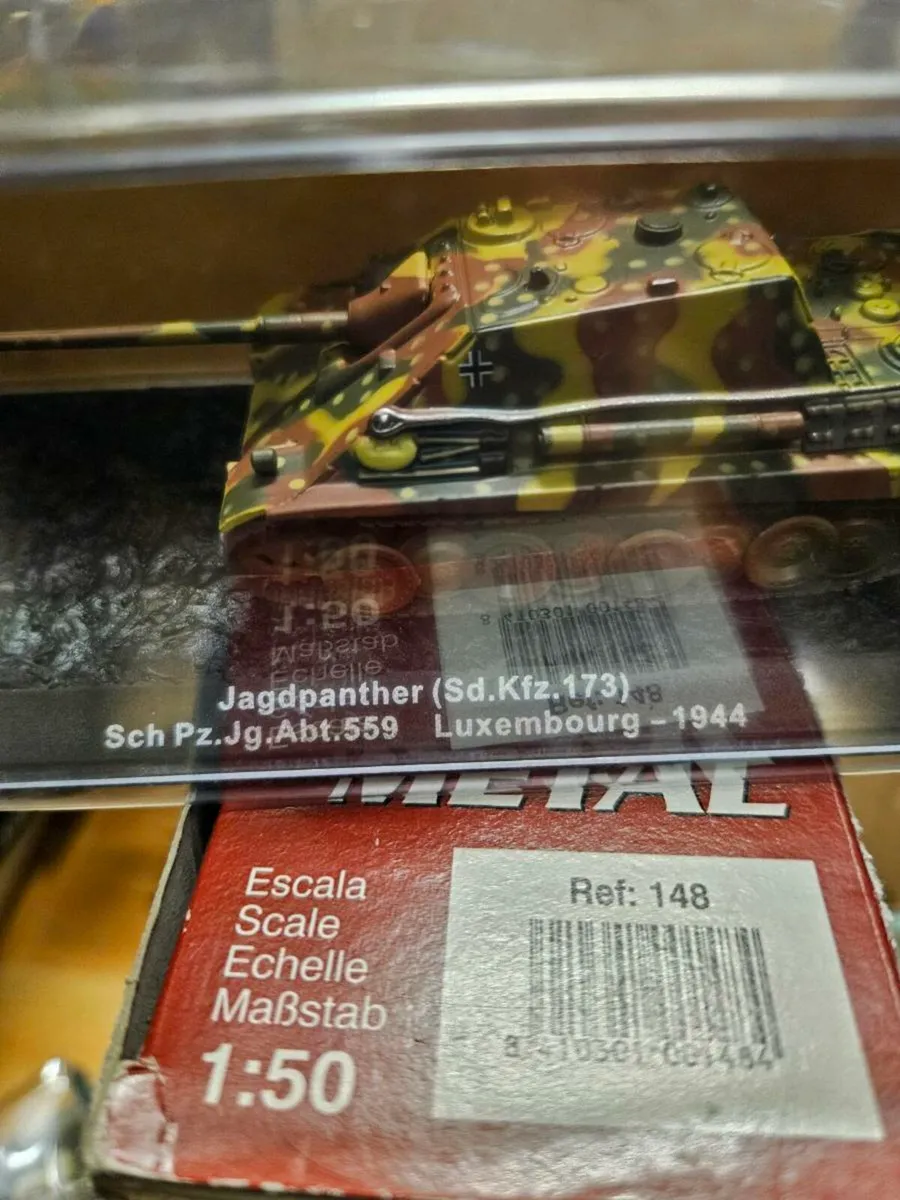 Jagdpanther (Sd.Kfz.173)
Sch Pz.Jg.Abt.559 Luxembourg – 1944
METAL
Escala
Scale
Echelle
Maßstab
1:50
Ref: 148